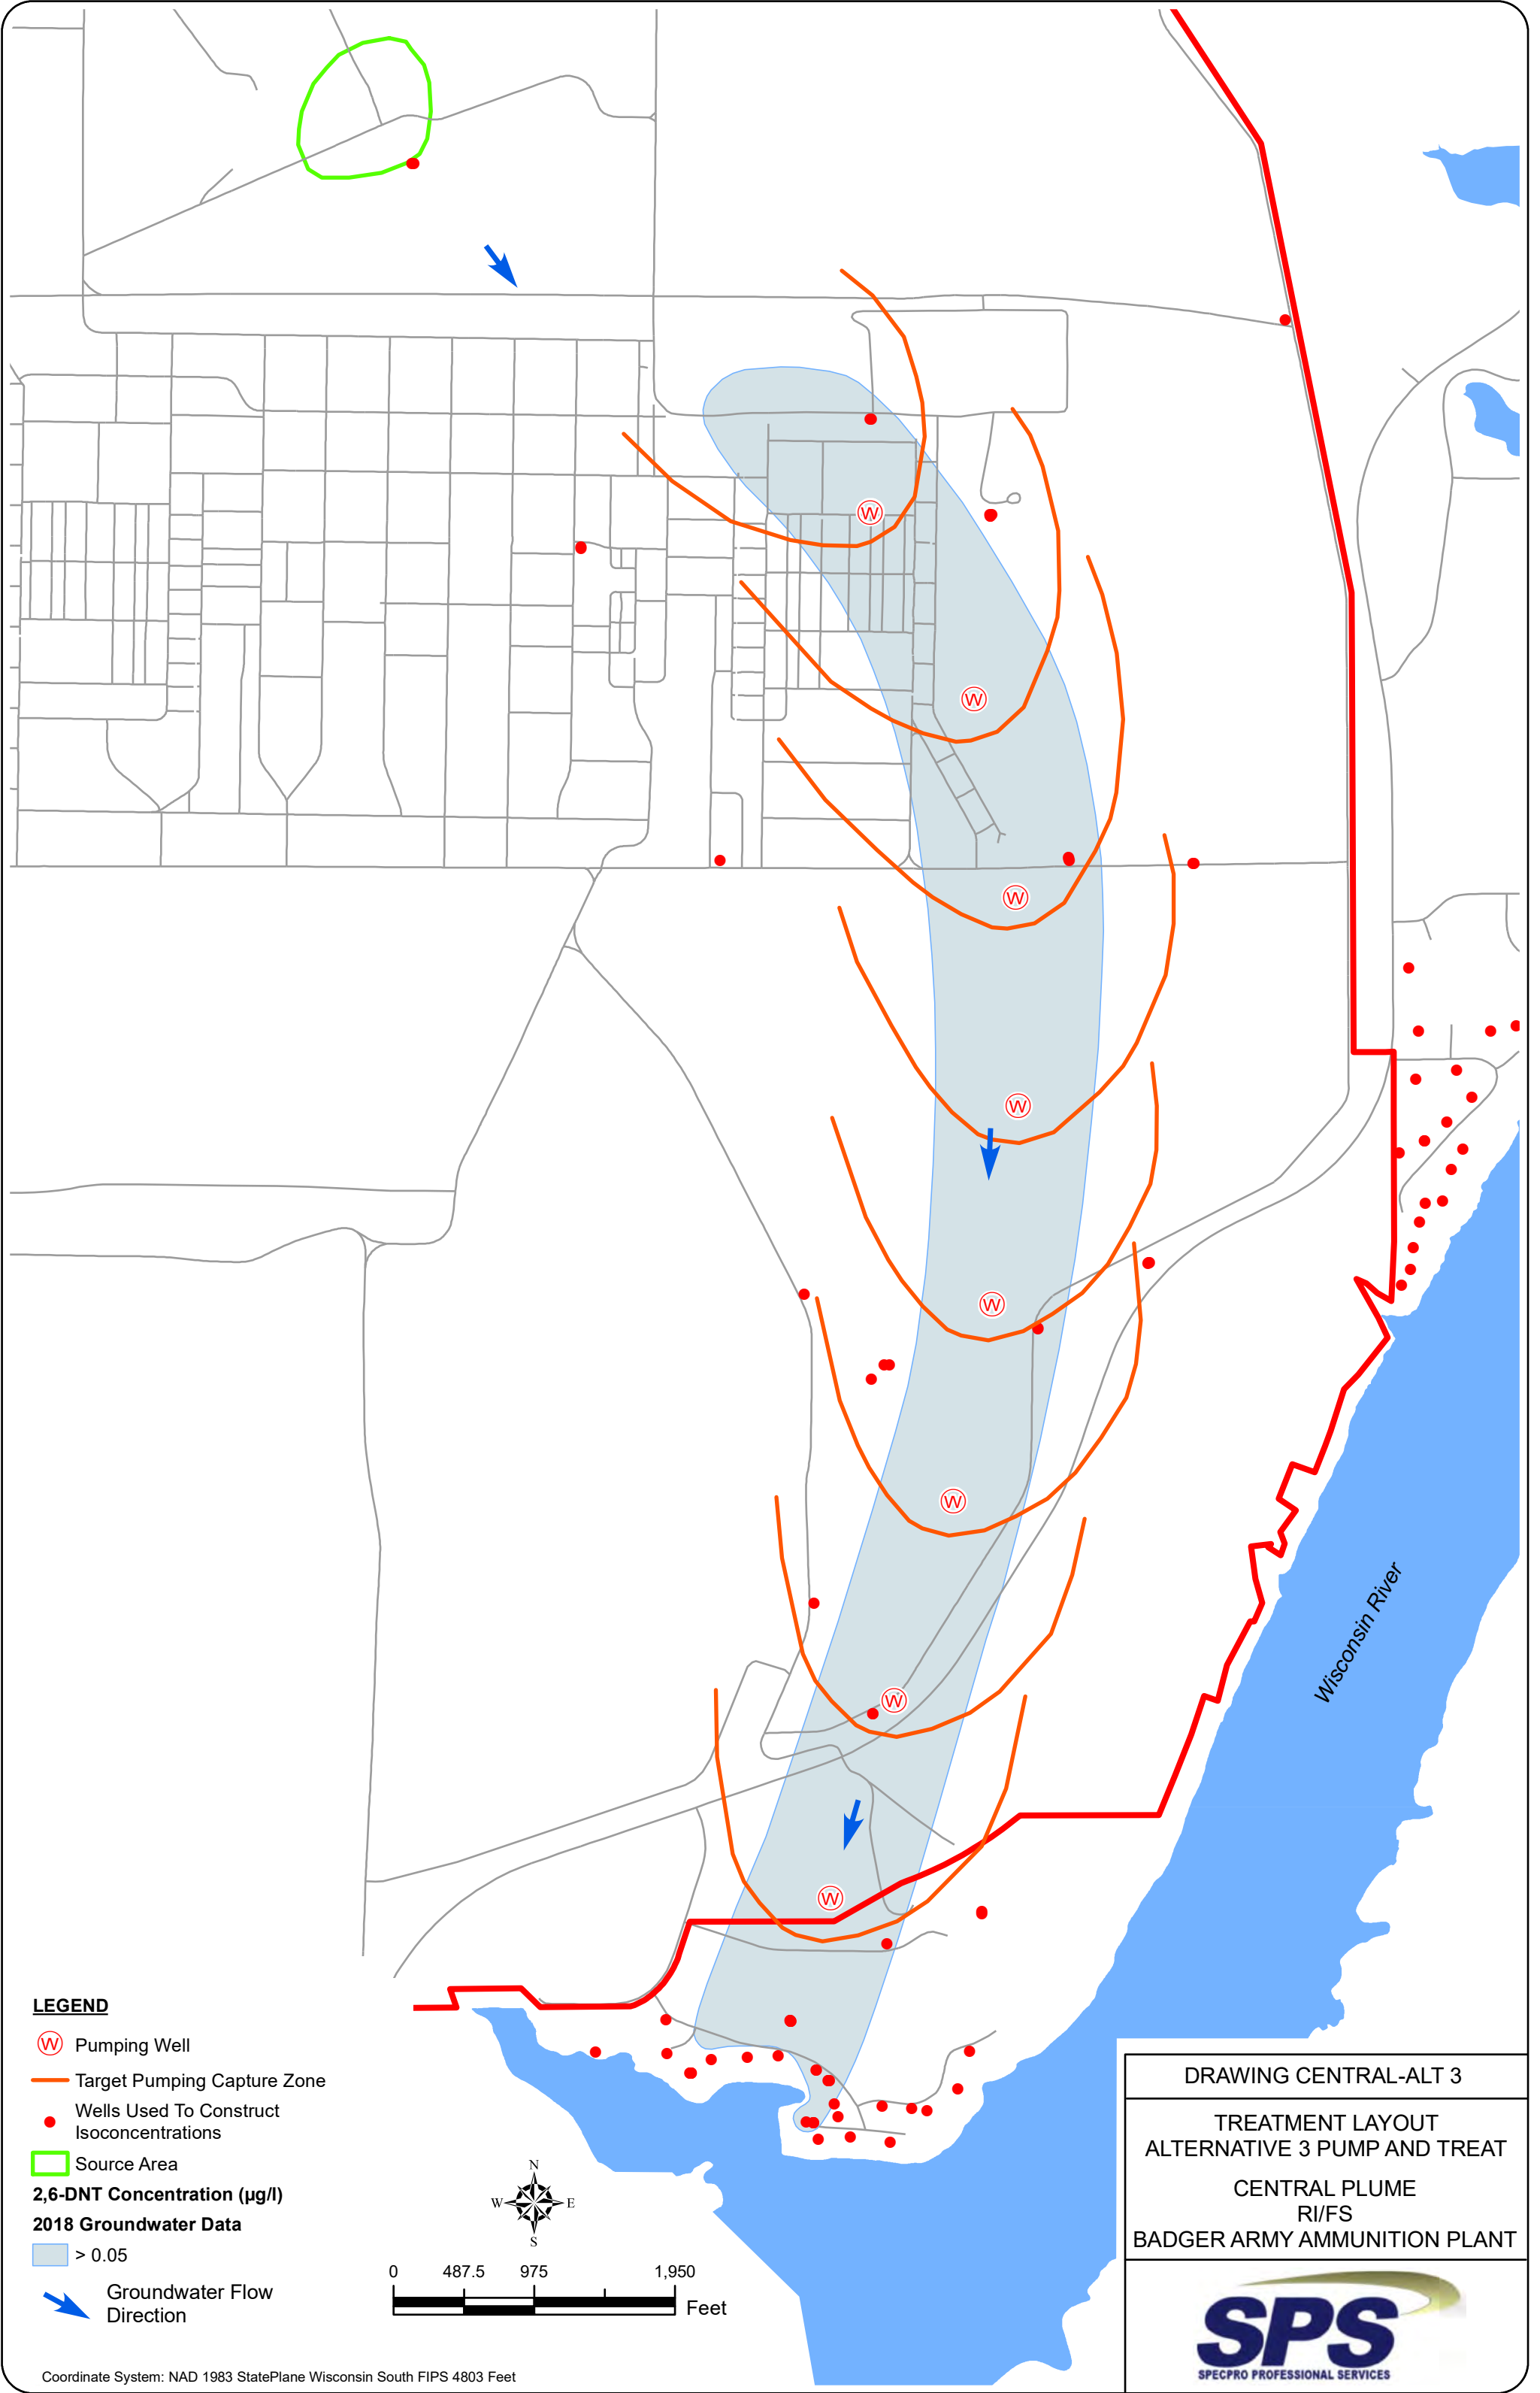 W
W
W
W
W
W
W
W
Wisconsin River
LEGEND
W Pumping Well
Target Pumping Capture Zone
Wells Used To Construct
Isoconcentrations
Source Area
2,6-DNT Concentration (µg/l)
2018 Groundwater Data
> 0.05
Groundwater Flow
Direction
N
W E
S
0 487.5 975 1,950
Feet
Coordinate System: NAD 1983 StatePlane Wisconsin South FIPS 4803 Feet
DRAWING CENTRAL-ALT 3
TREATMENT LAYOUT
ALTERNATIVE 3 PUMP AND TREAT
CENTRAL PLUME
RI/FS
BADGER ARMY AMMUNITION PLANT
SPS
SPECPRO PROFESSIONAL SERVICES